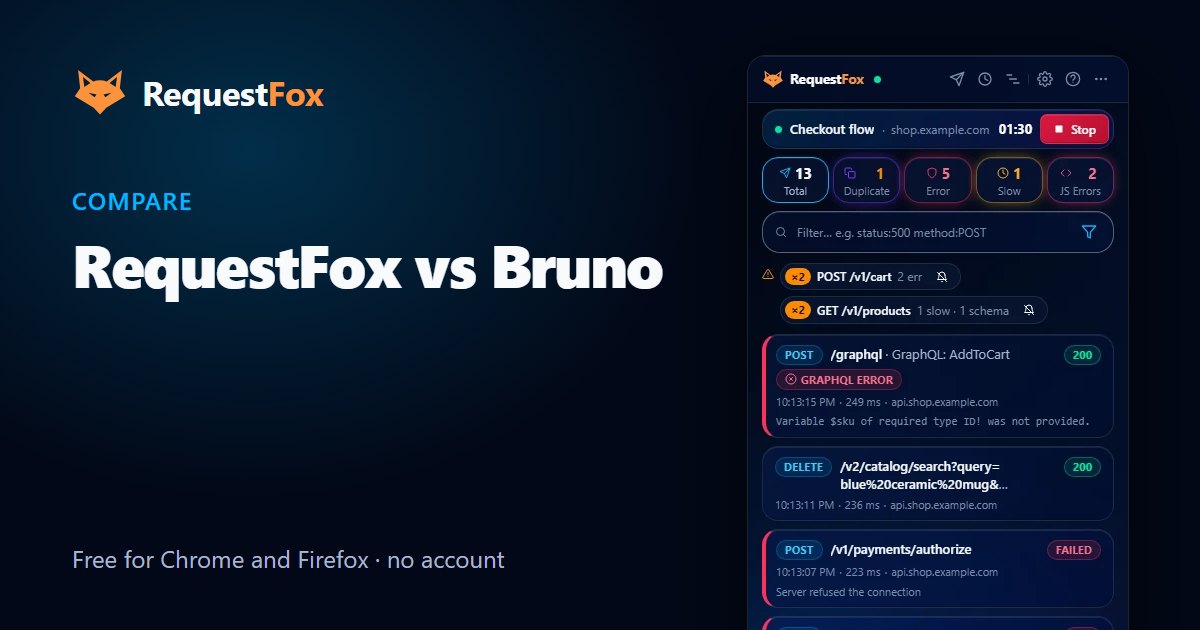 RequestFox
COMPARE
RequestFox vs Bruno
Free for Chrome and Firefox · no account
RequestFox
Checkout flow · shop.example.com 01:30 Stop
13 Total
1 Duplicate
5 Error
1 Slow
2 JS Errors
Filter... e.g. status:500 method:POST
×2 POST /v1/cart 2 err
×2 GET /v1/products 1 slow · 1 schema
POST /graphql · GraphQL: AddToCart 200
GRAPHQL ERROR
10:13:15 PM · 249 ms · api.shop.example.com
Variable $sku of required type ID! was not provided.
DELETE /v2/catalog/search?query= 200
blue%20ceramic%20mug&...
10:13:11 PM · 236 ms · api.shop.example.com
POST /v1/payments/authorize FAILED
10:13:07 PM · 223 ms · api.shop.example.com
Server refused the connection